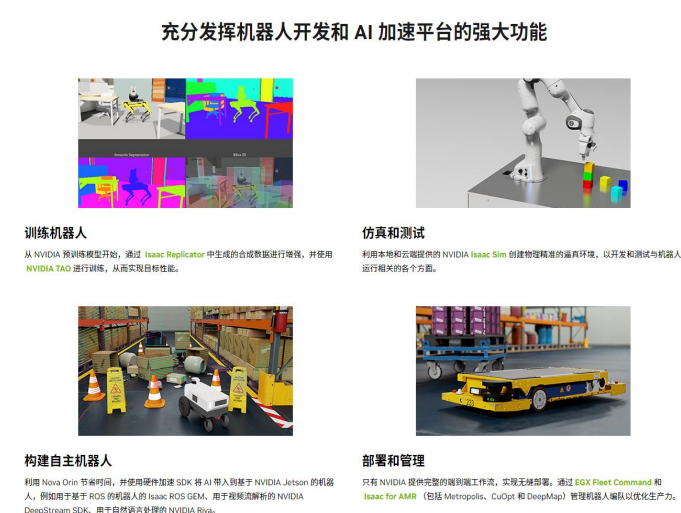 充分发挥机器人开发和 AI 加速平台的强大功能
训练机器人
从 NVIDIA 预训练模型开始，通过 Isaac Replicator 中生成的合成数据进行增强，并使用
NVIDIA TAO 进行训练，从而实现目标性能。
仿真和测试
利用本地和云端提供的 NVIDIA Isaac Sim 创建物理精准的逼真环境，以开发和测试与机器人
运行相关的各个方面。
构建自主机器人
利用 Nova Orin 节省时间，并使用硬件加速 SDK 将 AI 带入到基于 NVIDIA Jetson 的机器
人，例如用于基于 ROS 的机器人的 Isaac ROS GEM、用于视频流解析的 NVIDIA
DeepStream SDK、用于自然语言处理的 NVIDIA Riva。
部署和管理
只有 NVIDIA 提供完整的端到端工作流，实现无缝部署。通过 EGX Fleet Command 和
Isaac for AMR （包括 Metropolis、CuOpt 和 DeepMap）管理机器人编队以优化生产力。